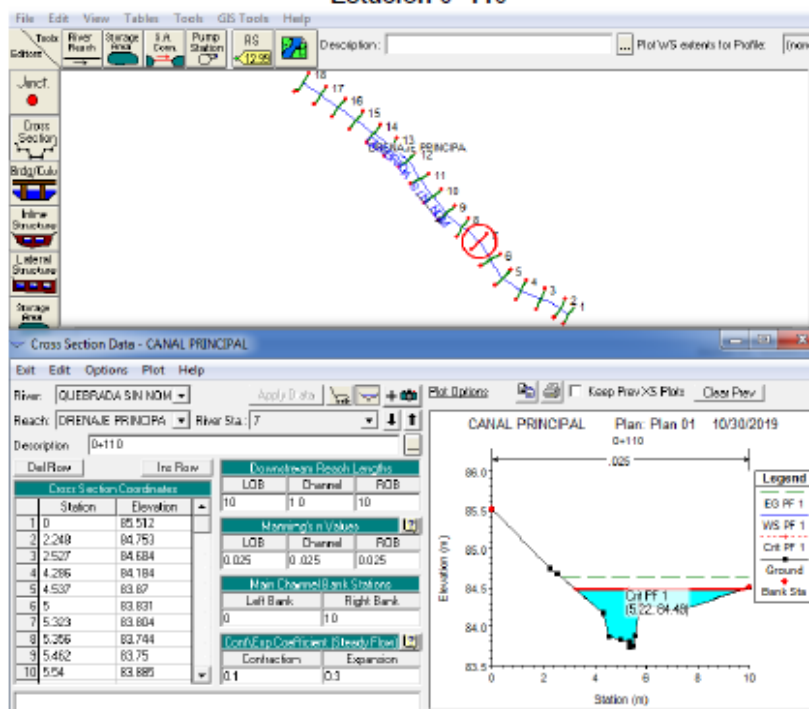 File Edit View Tables Tools GIS Tools Help
Tools
Editors
River
Reach
Storage
Area
S.A.
Conn.
Pump
Station
RS
12.99
Description:
...
Plot WS extents for Profile:
Junct.
Cross
Section
Brdg/Culv
Inline
Structure
Lateral
Structure
Storage
Area
18
17
16
15
14
13
DRENAJE PRINCIPA
12
11
10
9
8
7
6
5
4
3
2
1
Cross Section Data - CANAL PRINCIPAL
Exit Edit Options Plot Help
River: QUEBRADA SIN NOM
Apply Data
Plot Options
Keep Prev XS Plots
Clear Prev
Reach: DRENAJE PRINCIPA River Sta.: 7
Description 0+110
...
Del Row Ins Row
Cross Section Coordinates
Station Elevation
1 0 85.512
2 2.248 84.753
3 2.527 84.684
4 4.286 84.184
5 4.537 83.87
6 5 83.831
7 5.323 83.804
8 5.356 83.744
9 5.462 83.75
10 5.54 83.885
Downstream Reach Lengths
LOB Channel ROB
10 10 10
Manning's n Values
LOB Channel ROB
0.025 0.025 0.025
Main Channel Bank Stations
Left Bank Right Bank
0 10
Cont\Exp Coefficient (Steady Flow)
Contraction Expansion
0.1 0.3
CANAL PRINCIPAL Plan: Plan 01 10/30/2019
0+110
.025
86.0
85.5
85.0
84.5
84.0
83.5
Elevation (m)
0 2 4 6 8 10
Station (m)
Crit PF 1
(5.22, 84.48)
Legend
EG PF 1
WS PF 1
Crit PF 1
Ground
Bank Sta